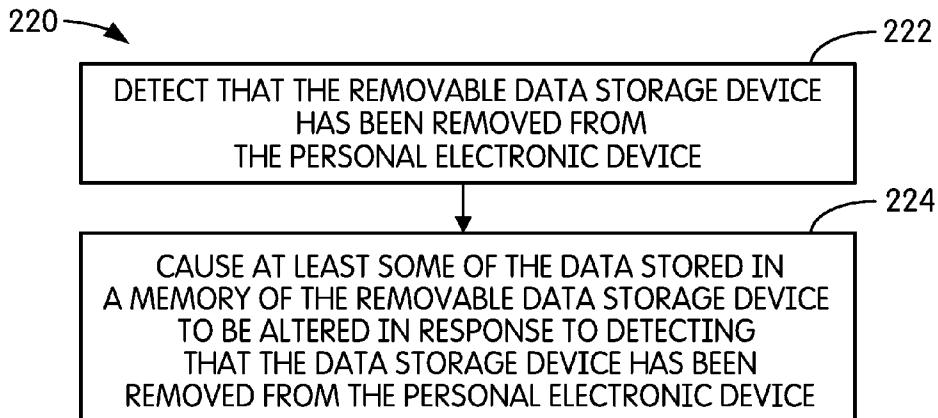 220
222
DETECT THAT THE REMOVABLE DATA STORAGE DEVICE
HAS BEEN REMOVED FROM
THE PERSONAL ELECTRONIC DEVICE
224
CAUSE AT LEAST SOME OF THE DATA STORED IN
A MEMORY OF THE REMOVABLE DATA STORAGE DEVICE
TO BE ALTERED IN RESPONSE TO DETECTING
THAT THE DATA STORAGE DEVICE HAS BEEN
REMOVED FROM THE PERSONAL ELECTRONIC DEVICE